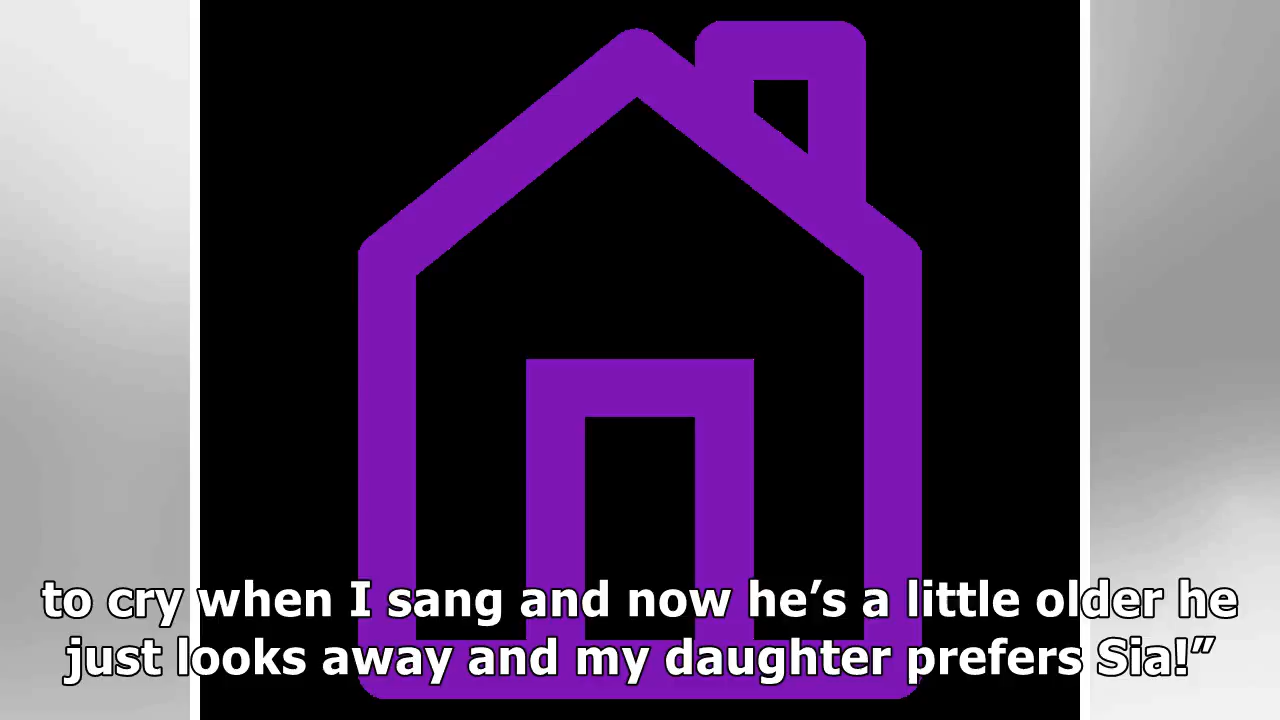 to cry when I sang and now he’s a little older he
just looks away and my daughter prefers Sia!”